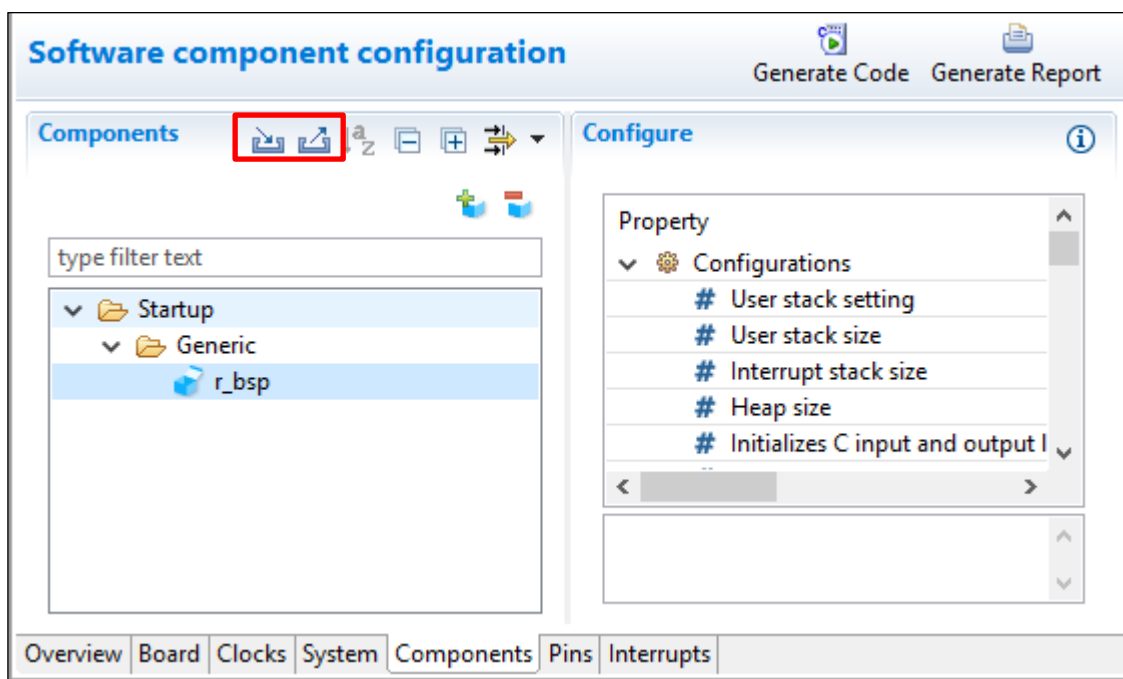 Software component configuration
Generate Code Generate Report
Components
Configure
type filter text
Startup
Generic
r_bsp
Property
Configurations
# User stack setting
# User stack size
# Interrupt stack size
# Heap size
# Initializes C input and output l
Overview Board Clocks System Components Pins Interrupts